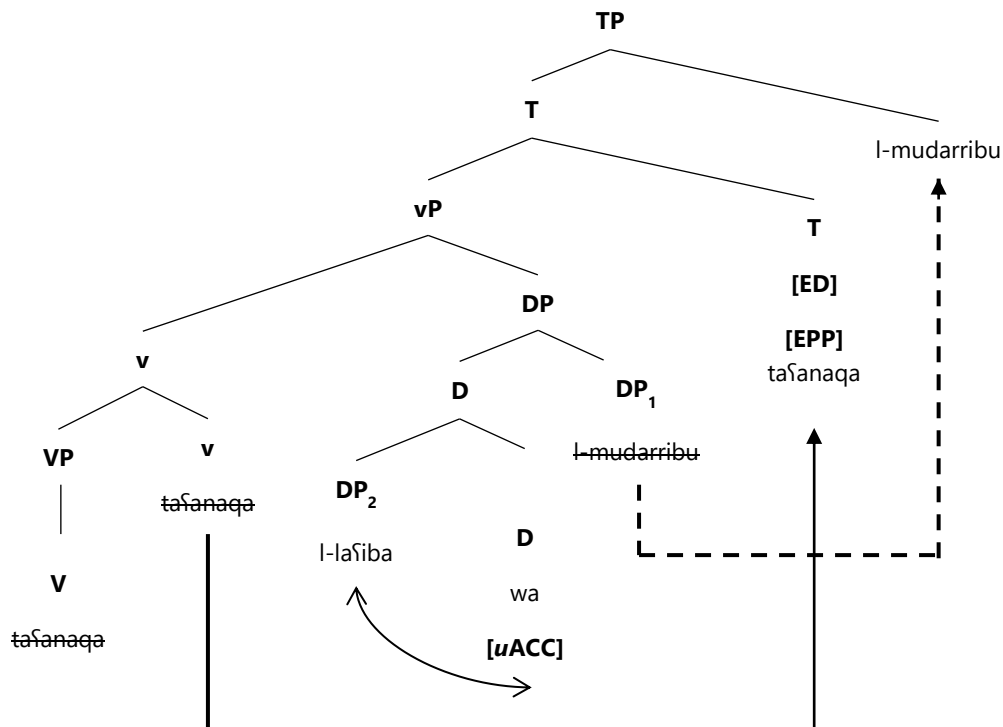 TP
T
l-mudarribu
vP
T
[ED]
DP
[EPP]
v
taʕanaqa
D
DP₁
VP
v
l-mudarribu
DP₂
taʕanaqa
D
l-laʕiba
V
wa
taʕanaqa
[uACC]